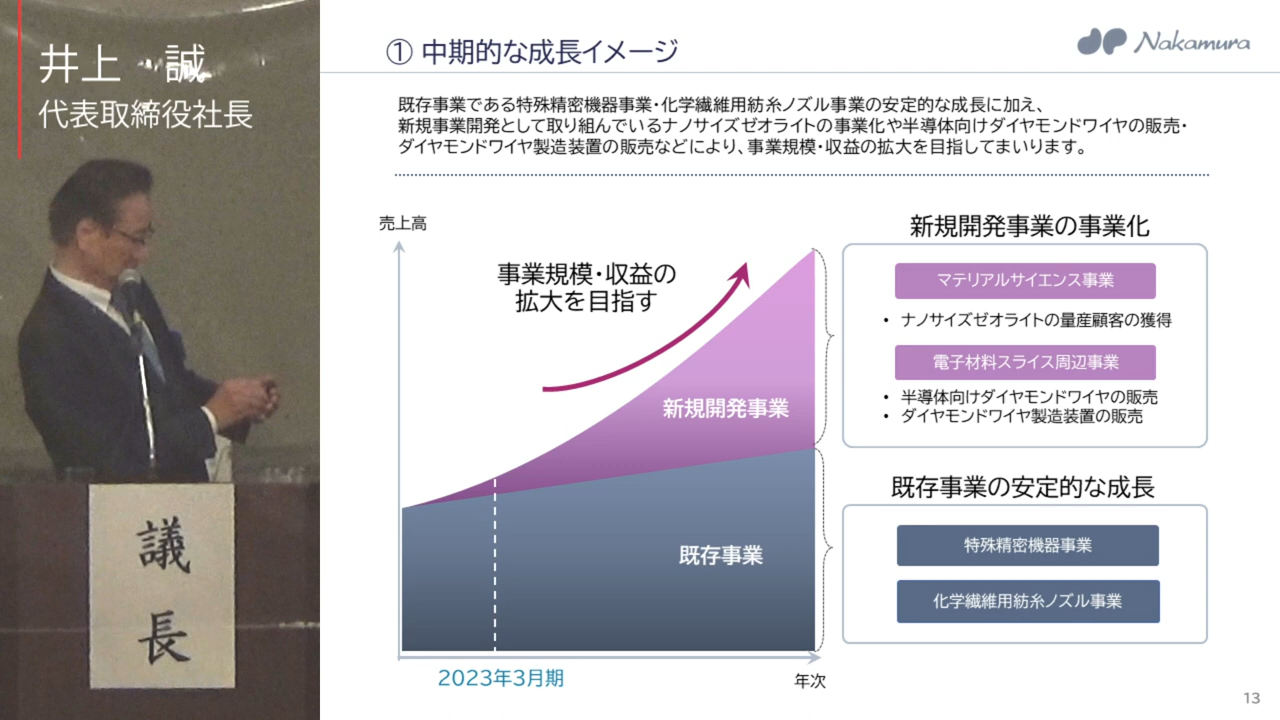 井上 誠
代表取締役社長
議
長
① 中期的な成長イメージ
Nakamura
既存事業である特殊精密機器事業・化学繊維用紡糸ノズル事業の安定的な成長に加え、
新規事業開発として取り組んでいるナノサイズゼオライトの事業化や半導体向けダイヤモンドワイヤの販売・
ダイヤモンドワイヤ製造装置の販売などにより、事業規模・収益の拡大を目指してまいります。
売上高
事業規模・収益の
拡大を目指す
新規開発事業
既存事業
2023年3月期
年次
新規開発事業の事業化
マテリアルサイエンス事業
• ナノサイズゼオライトの量産顧客の獲得
電子材料スライス周辺事業
• 半導体向けダイヤモンドワイヤの販売
• ダイヤモンドワイヤ製造装置の販売
既存事業の安定的な成長
特殊精密機器事業
化学繊維用紡糸ノズル事業
13